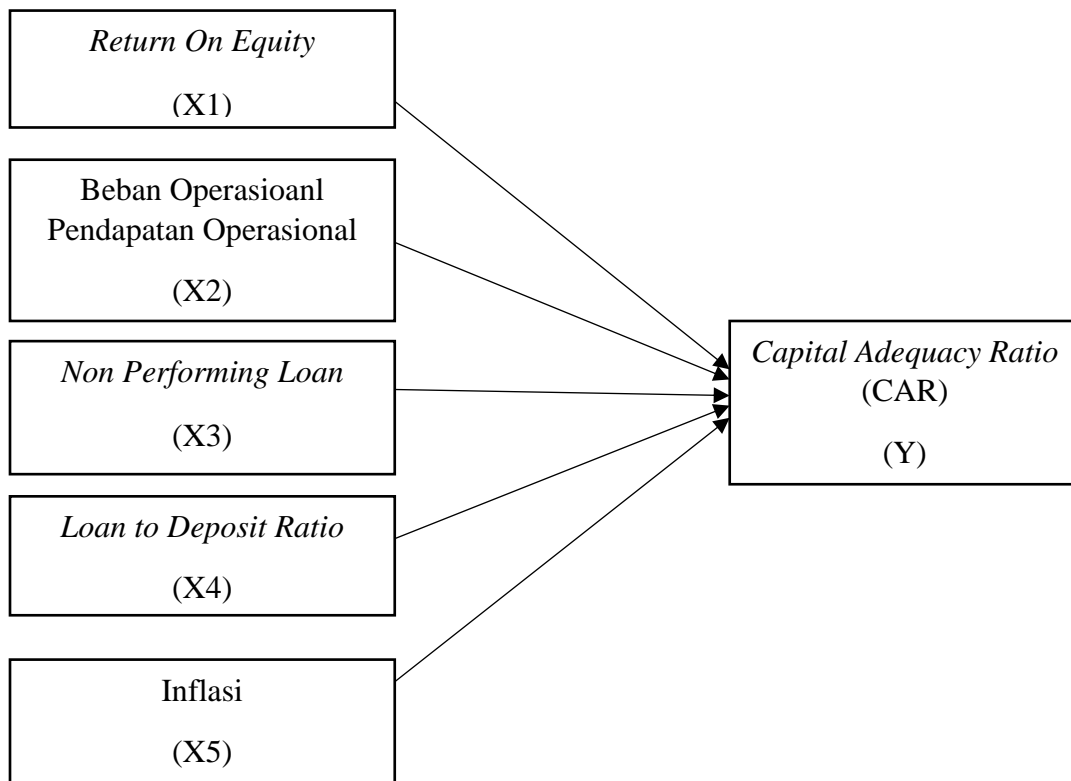 Return On Equity
(X1)
Beban Operasioanl
Pendapatan Operasional
(X2)
Non Performing Loan
(X3)
Loan to Deposit Ratio
(X4)
Inflasi
(X5)
Capital Adequacy Ratio
(CAR)
(Y)